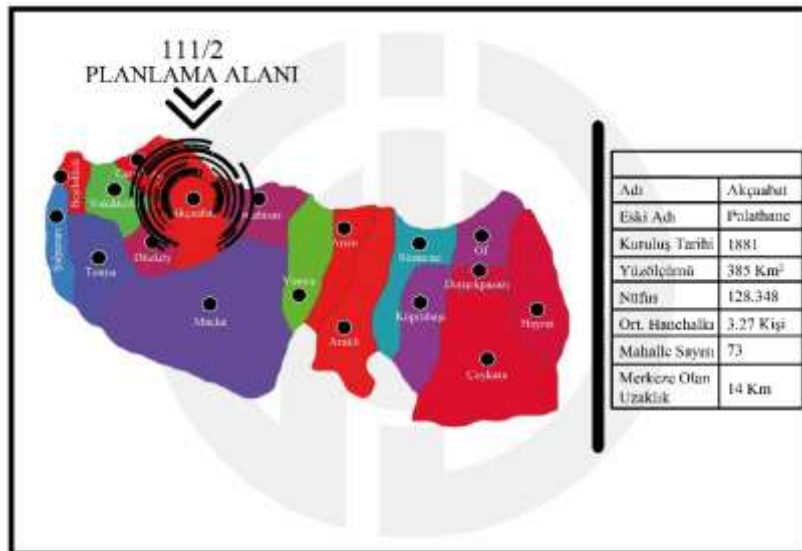 111/2
PLANLAMA ALANI
Akçaabat
Düzköy
Tonya
Maçka
Yomra
Arsin
Araklı
Sürmene
Köprübaşı
Of
Dernekpazarı
Hayrat
Çaykara
Adı Akçaabat
Eski Adı Polathane
Kuruluş Tarihi 1881
Yüzölçümü 385 Km²
Nüfus 128.348
Ort. Hanehalkı 3.27 Kişi
Mahalle Sayısı 73
Merkeze Olan
Uzaklık 14 Km